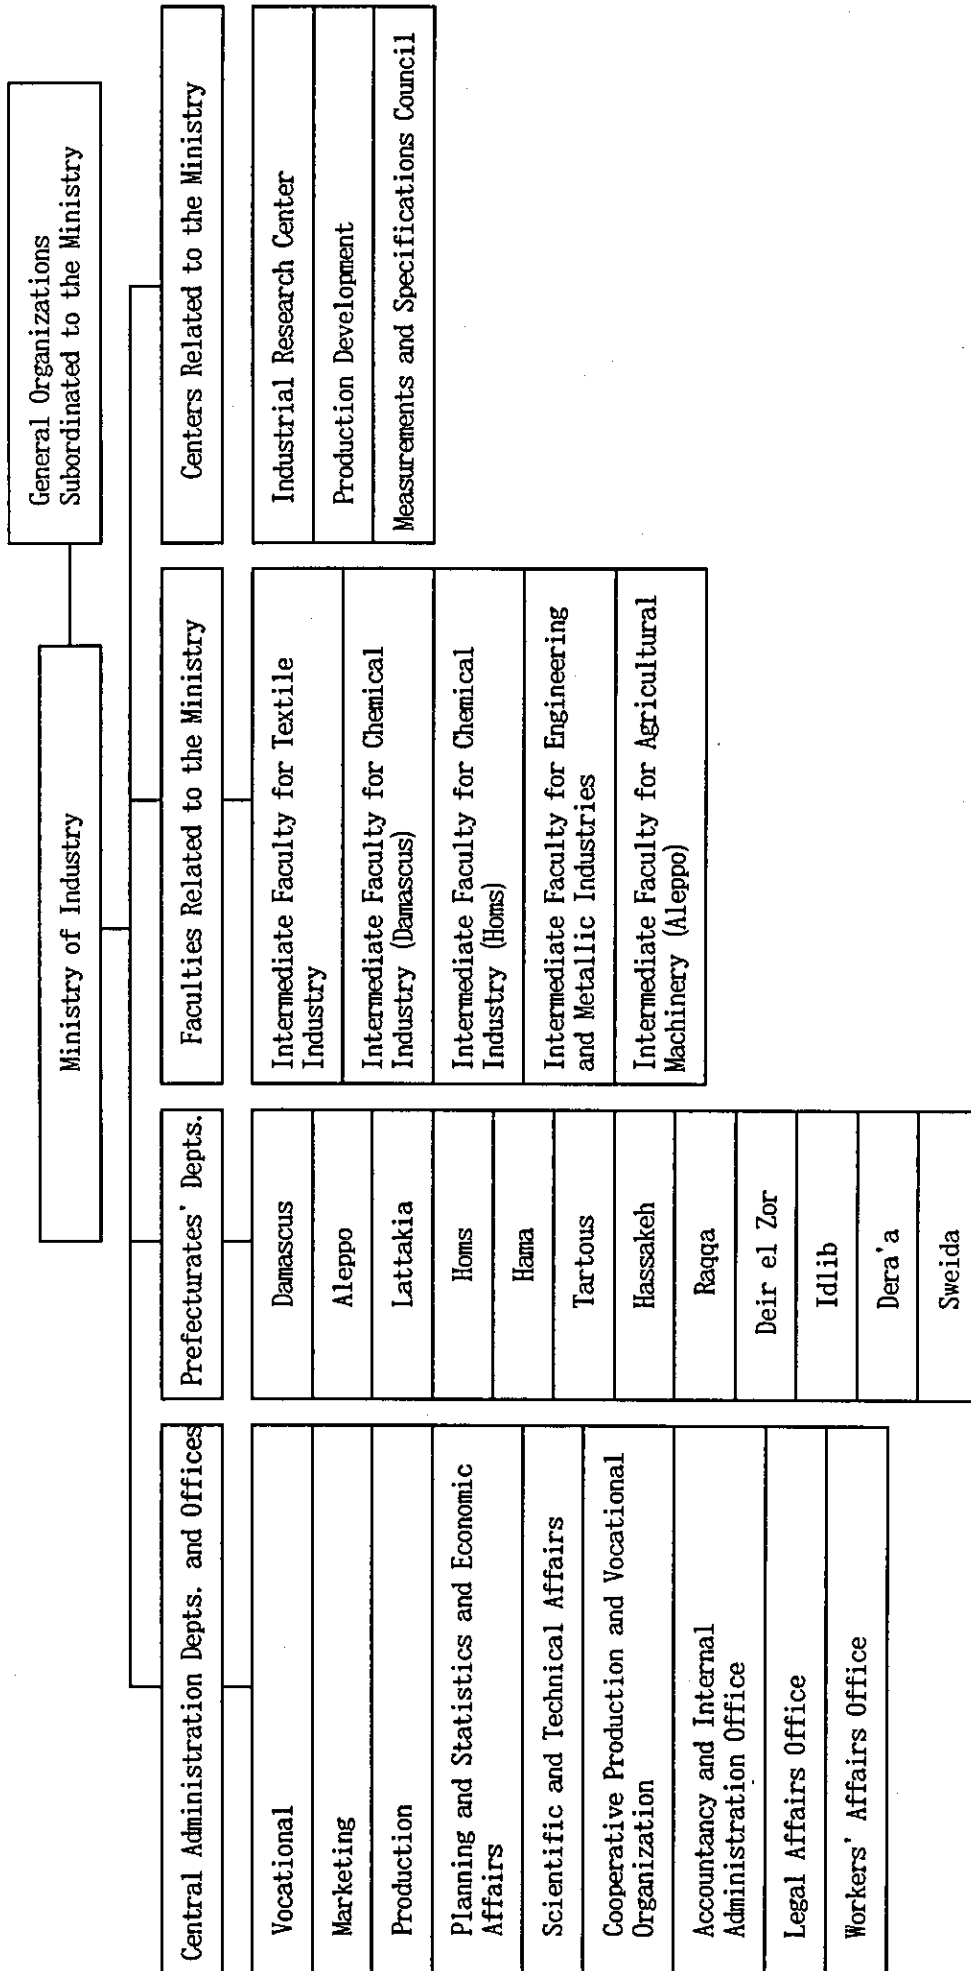 Ministry of Industry
General Organizations
Subordinated to the Ministry
Central Administration Depts. and Offices
Vocational
Marketing
Production
Planning and Statistics and Economic
Affairs
Scientific and Technical Affairs
Cooperative Production and Vocational
Organization
Accountancy and Internal
Administration Office
Legal Affairs Office
Workers' Affairs Office
Prefecturates' Depts.
Damascus
Aleppo
Lattakia
Homs
Hama
Tartous
Hassakeh
Raqqa
Deir el Zor
Idlib
Dera'a
Sweida
Faculties Related to the Ministry
Intermediate Faculty for Textile
Industry
Intermediate Faculty for Chemical
Industry (Damascus)
Intermediate Faculty for Chemical
Industry (Homs)
Intermediate Faculty for Engineering
and Metallic Industries
Intermediate Faculty for Agricultural
Machinery (Aleppo)
Centers Related to the Ministry
Industrial Research Center
Production Development
Measurements and Specifications Council